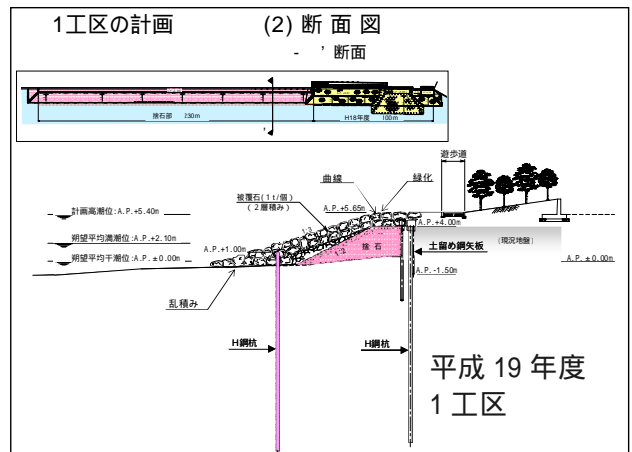 1工区の計画 (2) 断 面 図
- ’ 断面
捨石部 230m
H18年度 100m
遊歩道
曲線
緑化
被覆石(1t/個)
(2層積み)
A.P.+5.65m
計画高潮位:A.P.+5.40m
A.P.+4.00m
朔望平均満潮位:A.P.+2.10m
1:3
土留め鋼矢板
(現況地盤)
A.P.+1.00m
捨 石
1:2
朔望平均干潮位:A.P.±0.00m
A.P.±0.00m
A.P.-1.50m
乱積み
H鋼杭
H鋼杭
平成 19 年度
1 工区